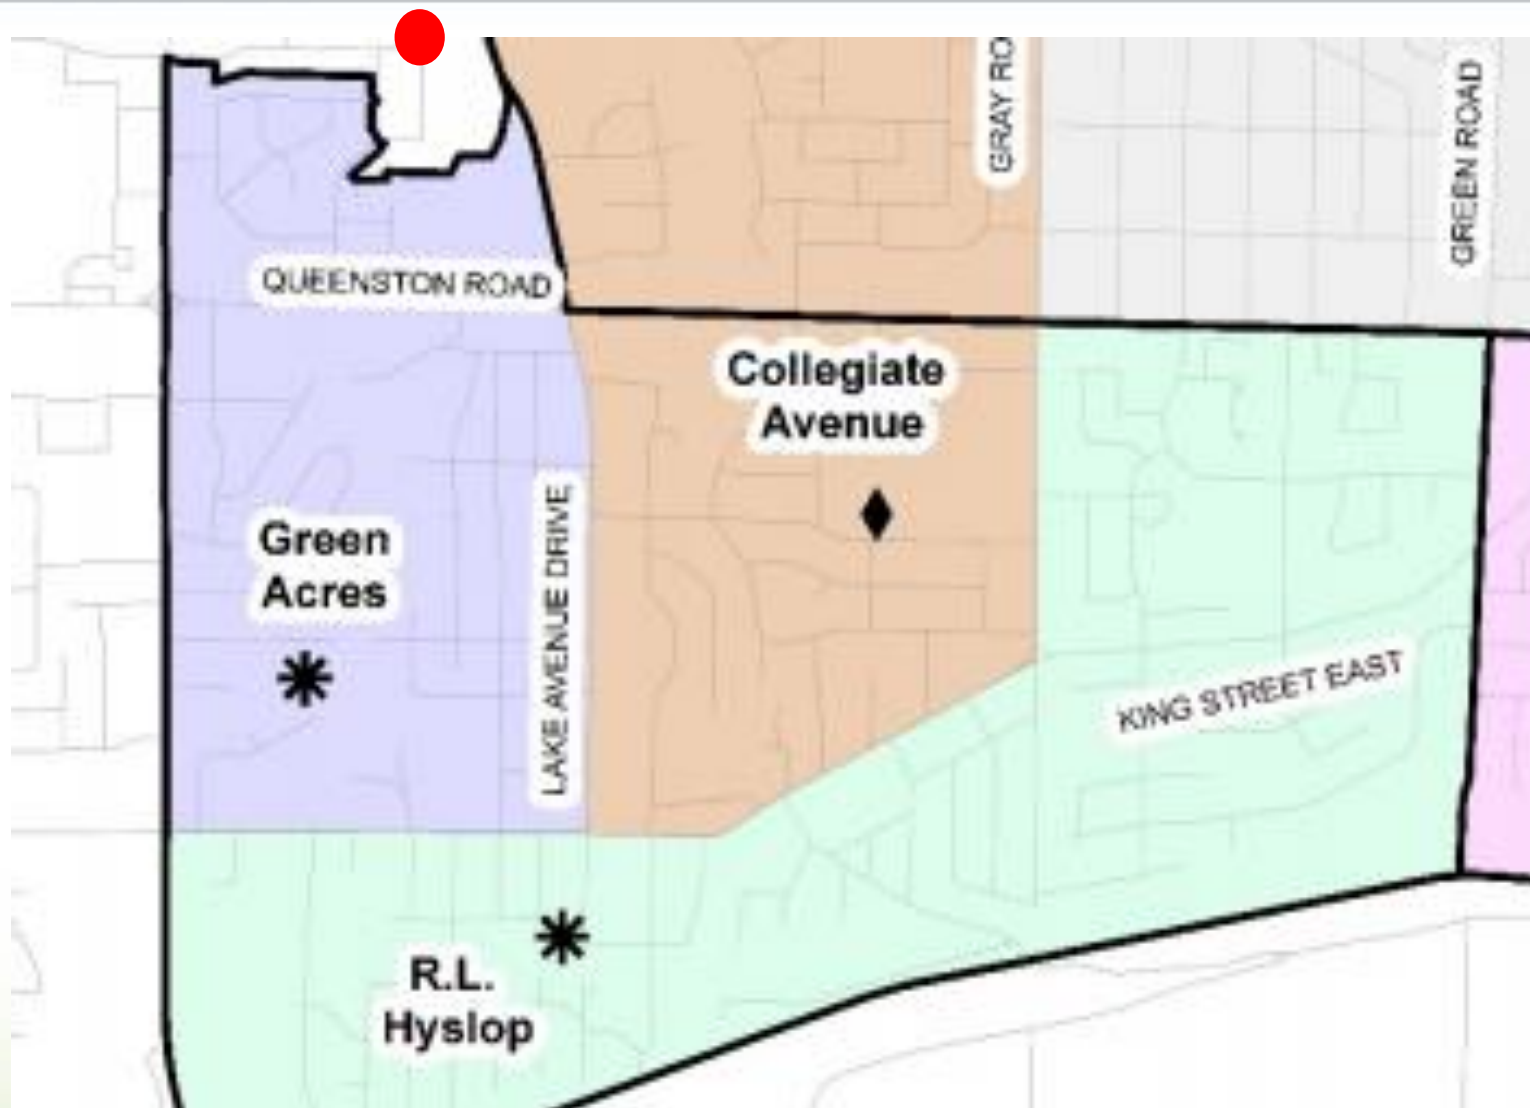 GRAY RO
GREEN ROAD
QUEENSTON ROAD
Collegiate
Avenue
Green
Acres
LAKE AVENUE DRIVE
KING STREET EAST
R.L.
Hyslop